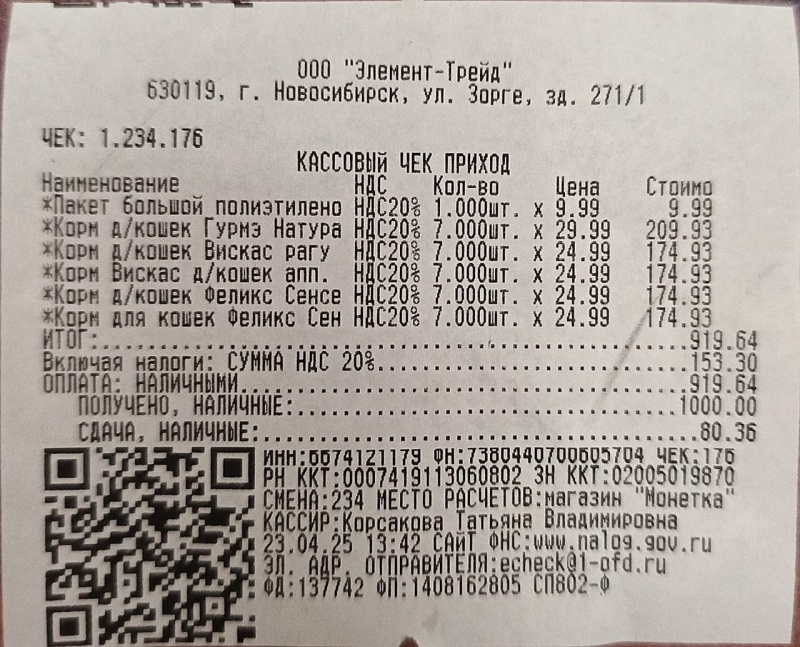 ООО "Элемент-Трейд"
630119, г. Новосибирск, ул. Зорге, зд. 271/1
ЧЕК: 1.234.176
КАССОВЫЙ ЧЕК ПРИХОД
Наименование НДС Кол-во Цена Стоимо
*Пакет большой полиэтилено НДС20% 1.000шт. x 9.99 9.99
*Корм д/кошек Гурмэ Натура НДС20% 7.000шт. x 29.99 209.93
*Корм д/кошек Вискас рагу НДС20% 7.000шт. x 24.99 174.93
*Корм Вискас д/кошек апп. НДС20% 7.000шт. x 24.99 174.93
*Корм д/кошек Феликс Сенсе НДС20% 7.000шт. x 24.99 174.93
*Корм для кошек Феликс Сен НДС20% 7.000шт. x 24.99 174.93
ИТОГ:.................................................919.64
Включая налоги: СУММА НДС 20%.........................153.30
ОПЛАТА: НАЛИЧНЫМИ.....................................919.64
ПОЛУЧЕНО, НАЛИЧНЫЕ:.............................1000.00
СДАЧА, НАЛИЧНЫЕ:..................................80.36
ИНН:6674121179 ФН:7380440700605704 ЧЕК:176
РН ККТ:0007419113060802 ЗН ККТ:02005019870
СМЕНА:234 МЕСТО РАСЧЕТОВ:магазин "Монетка"
КАССИР:Корсакова Татьяна Владимировна
23.04.25 13:42 САЙТ ФНС:www.nalog.gov.ru
ЭЛ. АДР. ОТПРАВИТЕЛЯ:echeck@1-ofd.ru
ФД:137742 ФП:1408162805 СП802-Ф